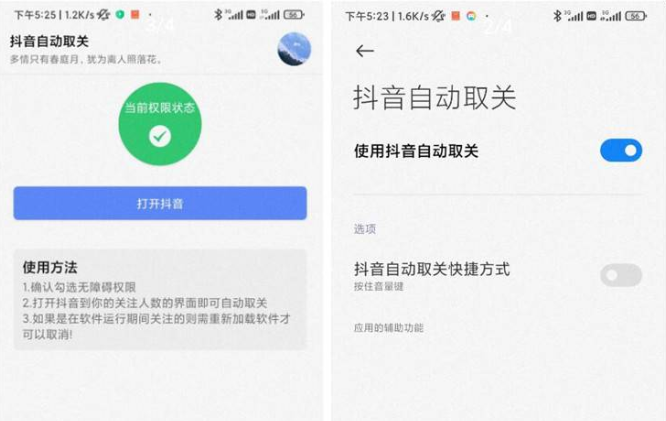 下午5:25 | 1.2K/s
3/4
3G
HD
3G
56
抖音自动取关
多情只有春庭月，犹为离人照落花。
当前权限状态
打开抖音
使用方法
1.确认勾选无障碍权限
2.打开抖音到你的关注人数的界面即可自动取关
3.如果是在软件运行期间关注的则需重新加载软件才
可以取消!
下午5:23 | 1.6K/s
2/4
3G
HD
3G
56
抖音自动取关
使用抖音自动取关
选项
抖音自动取关快捷方式
按住音量键
应用的辅助功能